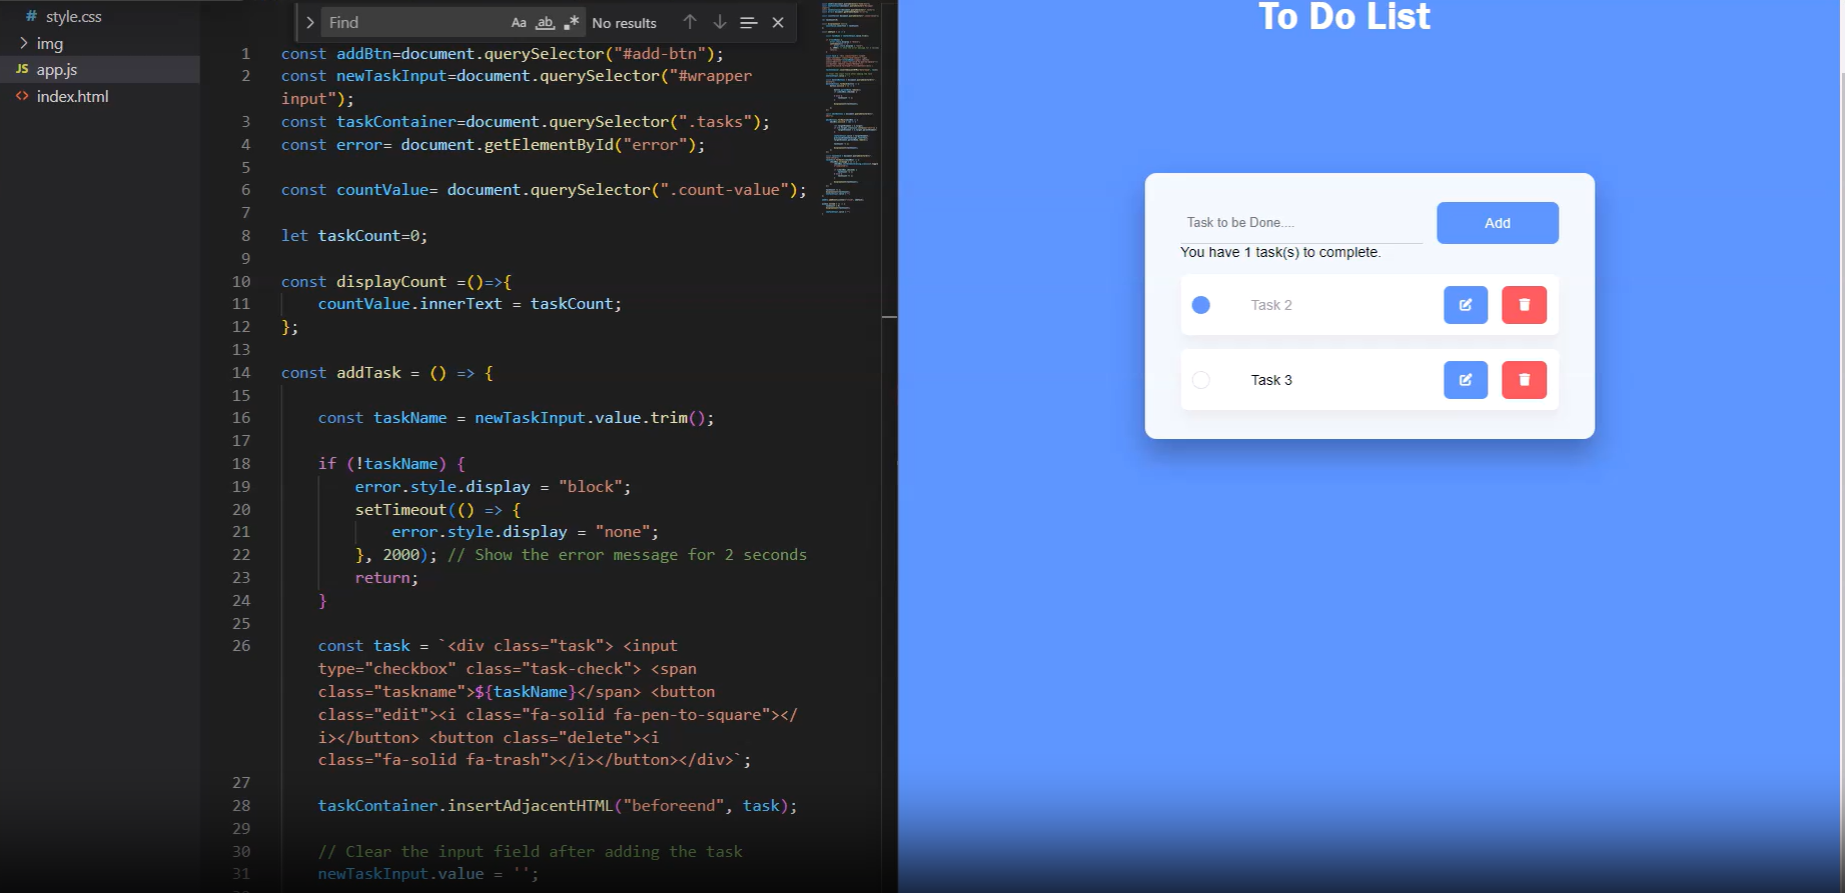 # style.css
img
JS app.js
<> index.html
Find
Aa ab .*
No results
1 const addBtn=document.querySelector("#add-btn");
2 const newTaskInput=document.querySelector("#wrapper
input");
3 const taskContainer=document.querySelector(".tasks");
4 const error= document.getElementById("error");
5
6 const countValue= document.querySelector(".count-value");
7
8 let taskCount=0;
9
10 const displayCount =()=>{
11 countValue.innerText = taskCount;
12 };
13
14 const addTask = () => {
15
16 const taskName = newTaskInput.value.trim();
17
18 if (!taskName) {
19 error.style.display = "block";
20 setTimeout(() => {
21 error.style.display = "none";
22 }, 2000); // Show the error message for 2 seconds
23 return;
24 }
25
26 const task = `<div class="task"> <input
type="checkbox" class="task-check"> <span
class="taskname">${taskName}</span> <button
class="edit"><i class="fa-solid fa-pen-to-square"></
i></button> <button class="delete"><i
class="fa-solid fa-trash"></i></button></div>`;
27
28 taskContainer.insertAdjacentHTML("beforeend", task);
29
30 // Clear the input field after adding the task
31 newTaskInput.value = '';
To Do List
Task to be Done....
Add
You have 1 task(s) to complete.
Task 2
Task 3